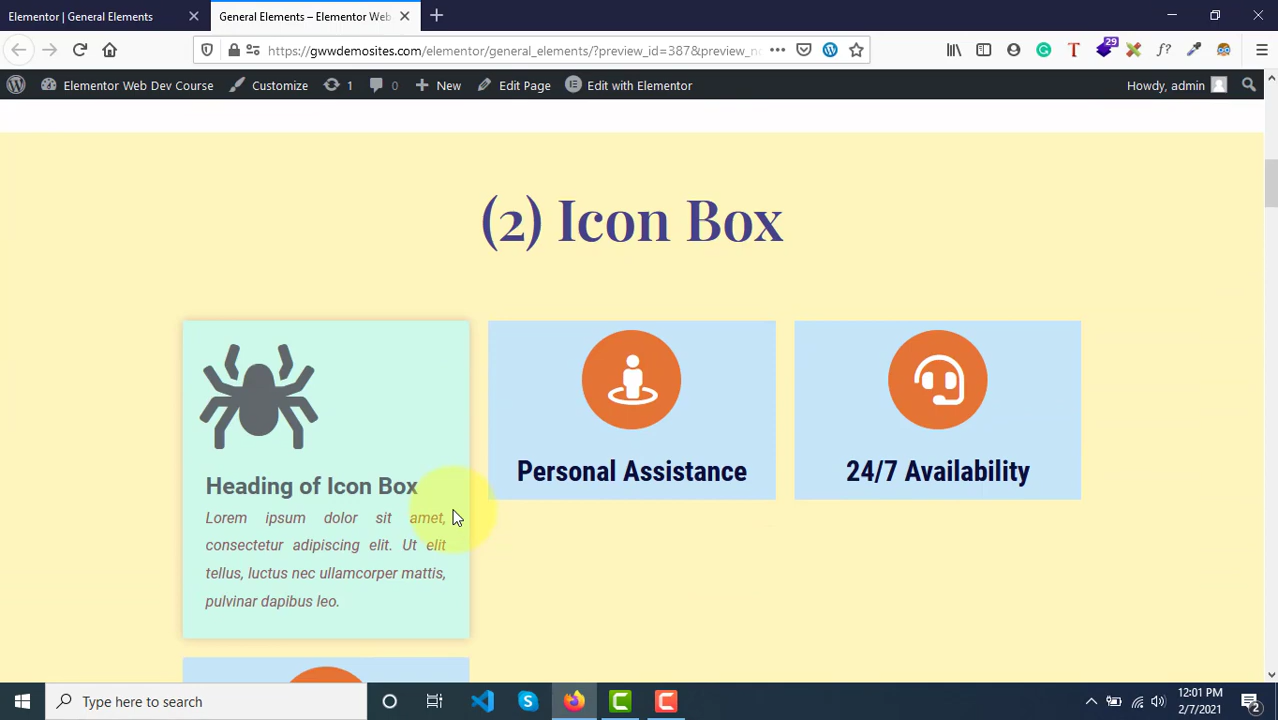 Elementor | General Elements
General Elements – Elementor Web
https://gwwdemosites.com/elementor/general_elements/?preview_id=387&preview_no
29
Elementor Web Dev Course
Customize
1
0
New
Edit Page
Edit with Elementor
Howdy, admin
(2) Icon Box
Heading of Icon Box
Lorem ipsum dolor sit amet,
consectetur adipiscing elit. Ut elit
tellus, luctus nec ullamcorper mattis,
pulvinar dapibus leo.
Personal Assistance
24/7 Availability
Type here to search
12:01 PM
2/7/2021
2